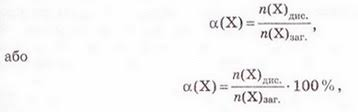 α(X) = n(X)дис. / n(X)заг. ,
або
α(X) = n(X)дис. / n(X)заг. · 100 % ,